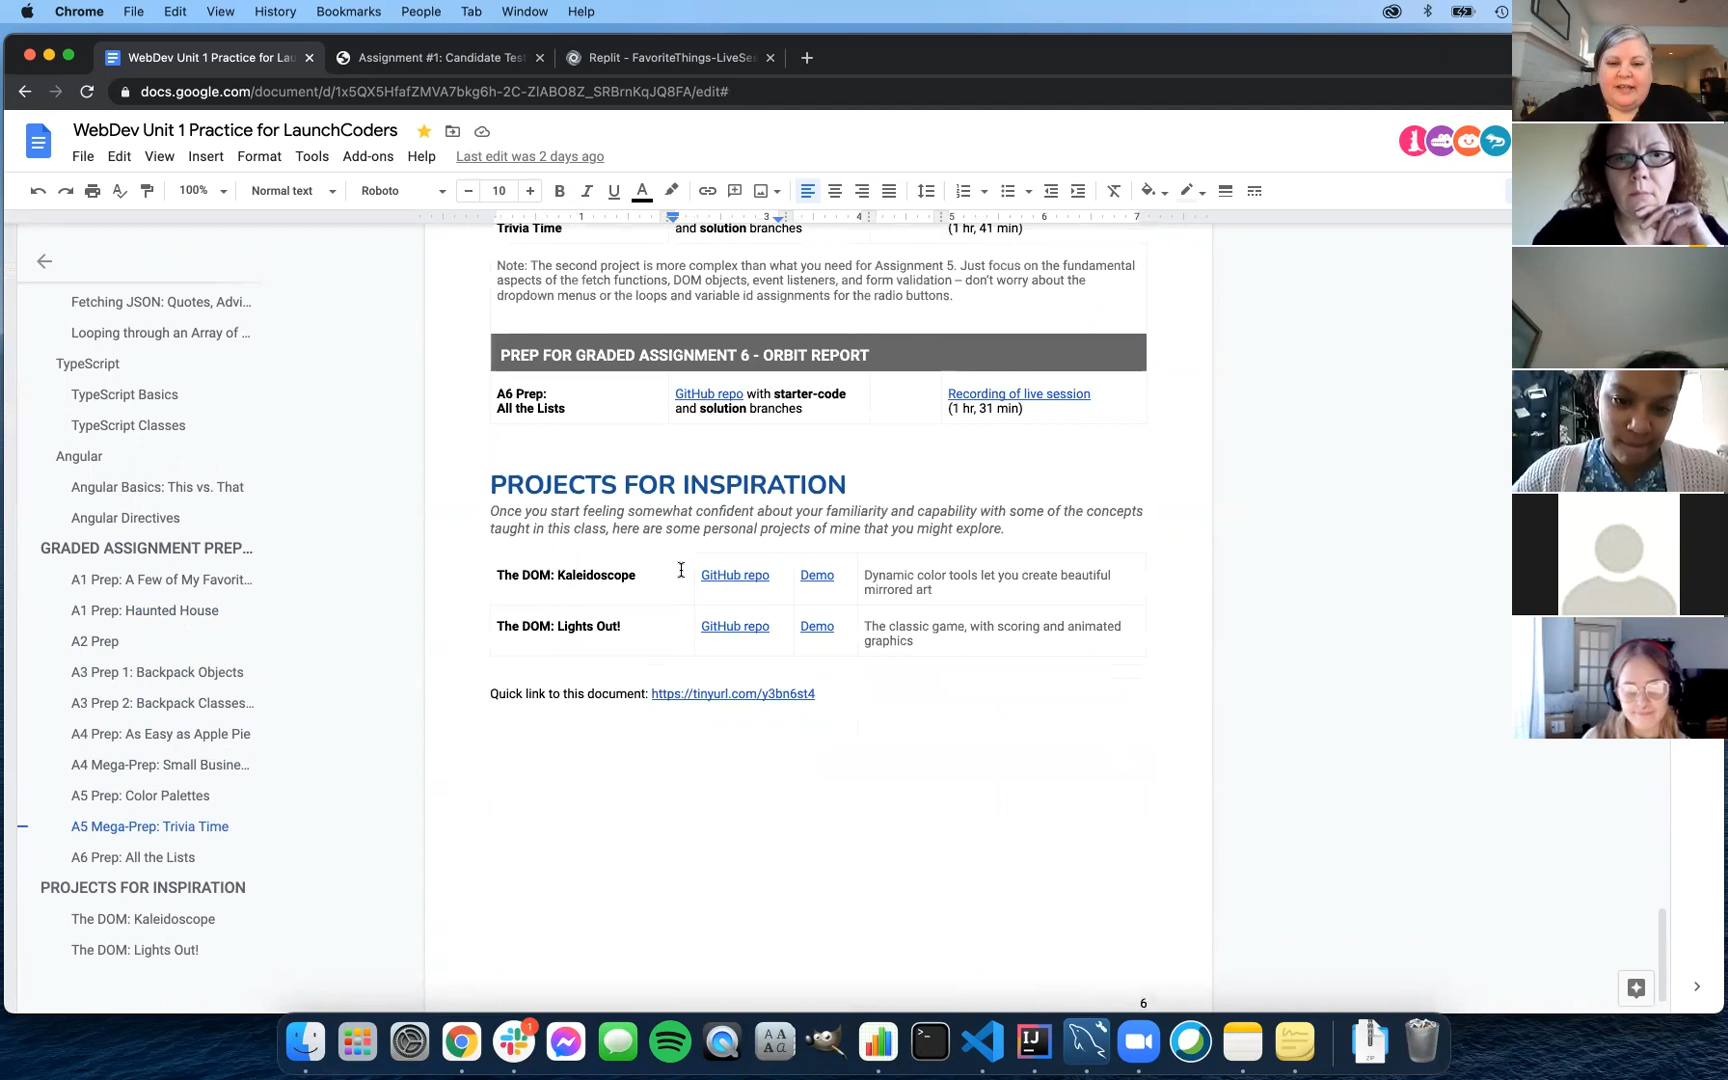 Chrome File Edit View History Bookmarks People Tab Window Help
WebDev Unit 1 Practice for Lau
Assignment #1: Candidate Test
Replit - FavoriteThings-LiveSes
docs.google.com/document/d/1x5QX5HfafZMVA7bkg6h-2C-ZIABO8Z_SRBrnKqJQ8FA/edit#
WebDev Unit 1 Practice for LaunchCoders
File Edit View Insert Format Tools Add-ons Help Last edit was 2 days ago
100% Normal text Roboto 10
1 3 4 5 6 7
Fetching JSON: Quotes, Advi...
Looping through an Array of ...
TypeScript
TypeScript Basics
TypeScript Classes
Angular
Angular Basics: This vs. That
Angular Directives
GRADED ASSIGNMENT PREP...
A1 Prep: A Few of My Favorit...
A1 Prep: Haunted House
A2 Prep
A3 Prep 1: Backpack Objects
A3 Prep 2: Backpack Classes...
A4 Prep: As Easy as Apple Pie
A4 Mega-Prep: Small Busine...
A5 Prep: Color Palettes
A5 Mega-Prep: Trivia Time
A6 Prep: All the Lists
PROJECTS FOR INSPIRATION
The DOM: Kaleidoscope
The DOM: Lights Out!
Trivia Time and solution branches (1 hr, 41 min)
Note: The second project is more complex than what you need for Assignment 5. Just focus on the fundamental
aspects of the fetch functions, DOM objects, event listeners, and form validation – don't worry about the
dropdown menus or the loops and variable id assignments for the radio buttons.
PREP FOR GRADED ASSIGNMENT 6 - ORBIT REPORT
A6 Prep: GitHub repo with starter-code Recording of live session
All the Lists and solution branches (1 hr, 31 min)
PROJECTS FOR INSPIRATION
Once you start feeling somewhat confident about your familiarity and capability with some of the concepts
taught in this class, here are some personal projects of mine that you might explore.
The DOM: Kaleidoscope GitHub repo Demo Dynamic color tools let you create beautiful
mirrored art
The DOM: Lights Out! GitHub repo Demo The classic game, with scoring and animated
graphics
Quick link to this document: https://tinyurl.com/y3bn6st4
6
1
ZIP